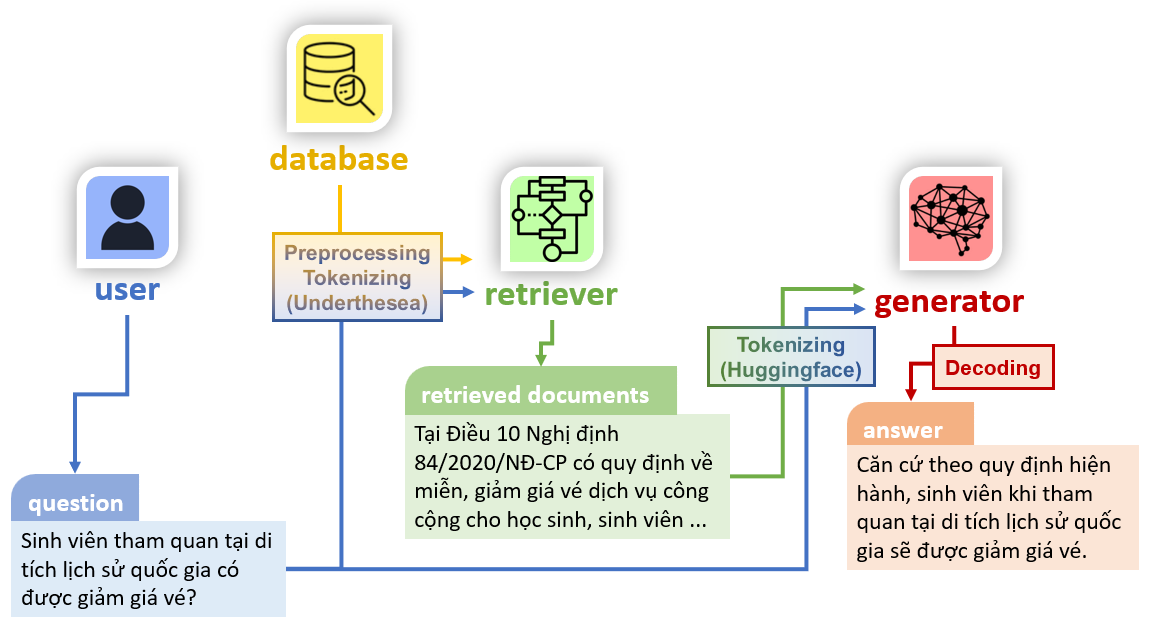 database
user
Preprocessing
Tokenizing
(Underthesea)
retriever
generator
Tokenizing
(Huggingface)
Decoding
retrieved documents
Tại Điều 10 Nghị định
84/2020/NĐ-CP có quy định về
miễn, giảm giá vé dịch vụ công
cộng cho học sinh, sinh viên ...
answer
Căn cứ theo quy định hiện
hành, sinh viên khi tham
quan tại di tích lịch sử quốc
gia sẽ được giảm giá vé.
question
Sinh viên tham quan tại di
tích lịch sử quốc gia có
được giảm giá vé?